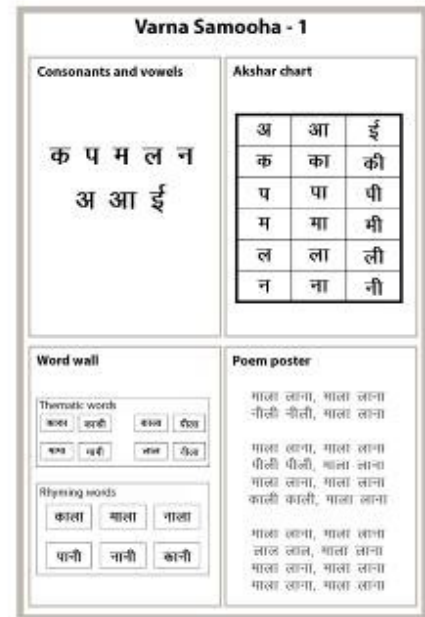 Varna Samooha - 1
Consonants and vowels
क प म ल न
अ आ ई
Akshar chart
अ आ ई
क का की
प पा पी
म मा मी
ल ला ली
न ना नी
Word wall
Thematic words
काका काकी काला पीला
मामा मामी लाल नीला
Rhyming words
काला माला नाला
पानी नानी कानी
Poem poster
माला लाना, माला लाना
नीली नीली, माला लाना
माला लाना, माला लाना
पीली पीली, माला लाना
माला लाना, माला लाना
काली काली, माला लाना
माला लाना, माला लाना
लाल लाल, माला लाना
माला लाना, माला लाना
माला लाना, माला लाना